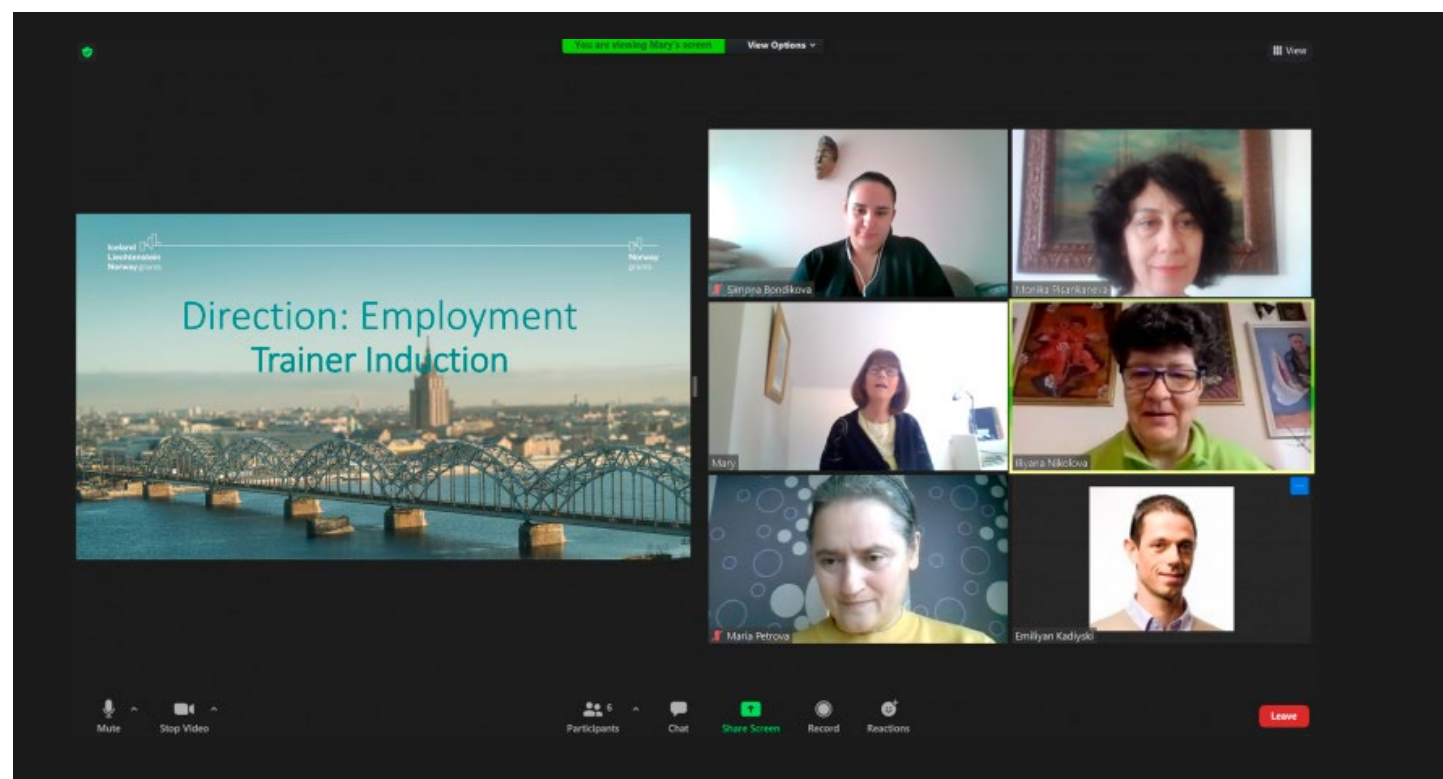 You are viewing Mary's screen
View Options
View
Iceland
Liechtenstein
Norway grants
Norway
grants
Direction: Employment
Trainer Induction
Simona Bondikova
Monika Pisankaneva
Mary
Iliyana Nikolova
Maria Petrova
Emiliyan Kadiyski
Mute
Stop Video
6
Participants
Chat
Share Screen
Record
Reactions
Leave